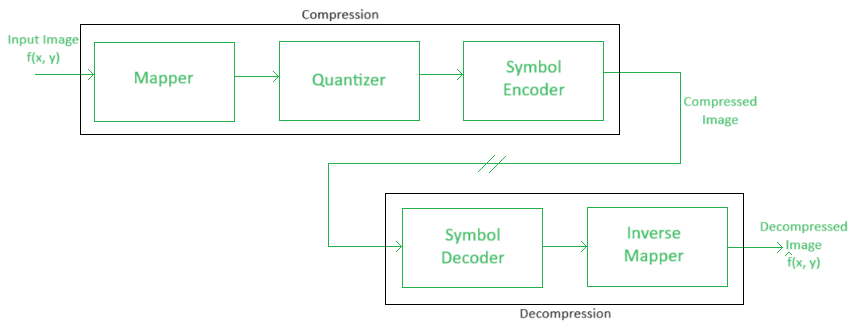 Compression
Input Image
f(x, y)
Mapper
Quantizer
Symbol
Encoder
Compressed
Image
Symbol
Decoder
Inverse
Mapper
Decompressed
Image
f̂(x, y)
Decompression